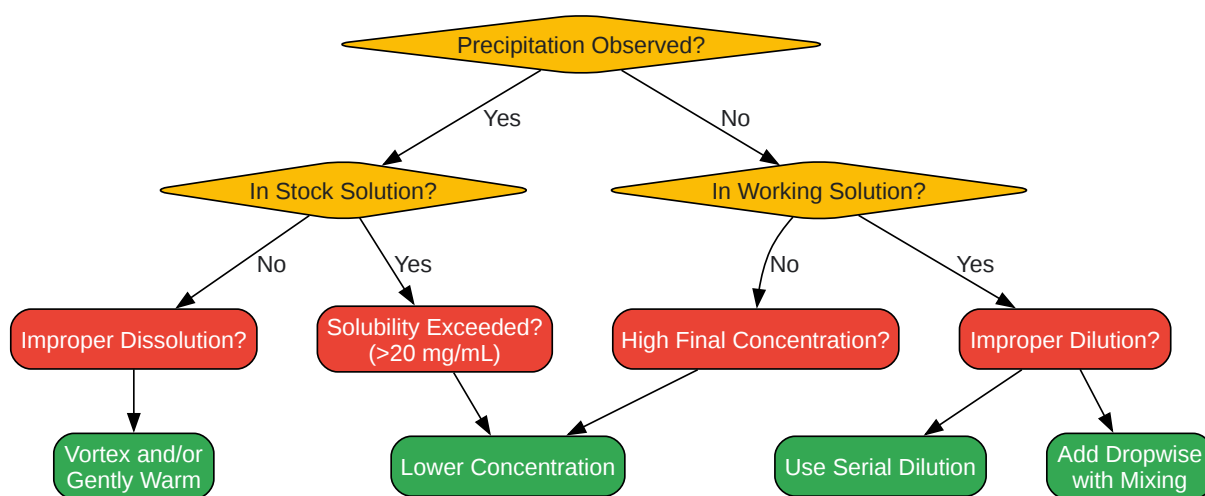 Precipitation Observed?
Yes
No
In Stock Solution?
In Working Solution?
No
Yes
No
Yes
Improper Dissolution?
Solubility Exceeded?
(>20 mg/mL)
High Final Concentration?
Improper Dilution?
Vortex and/or
Gently Warm
Lower Concentration
Use Serial Dilution
Add Dropwise
with Mixing